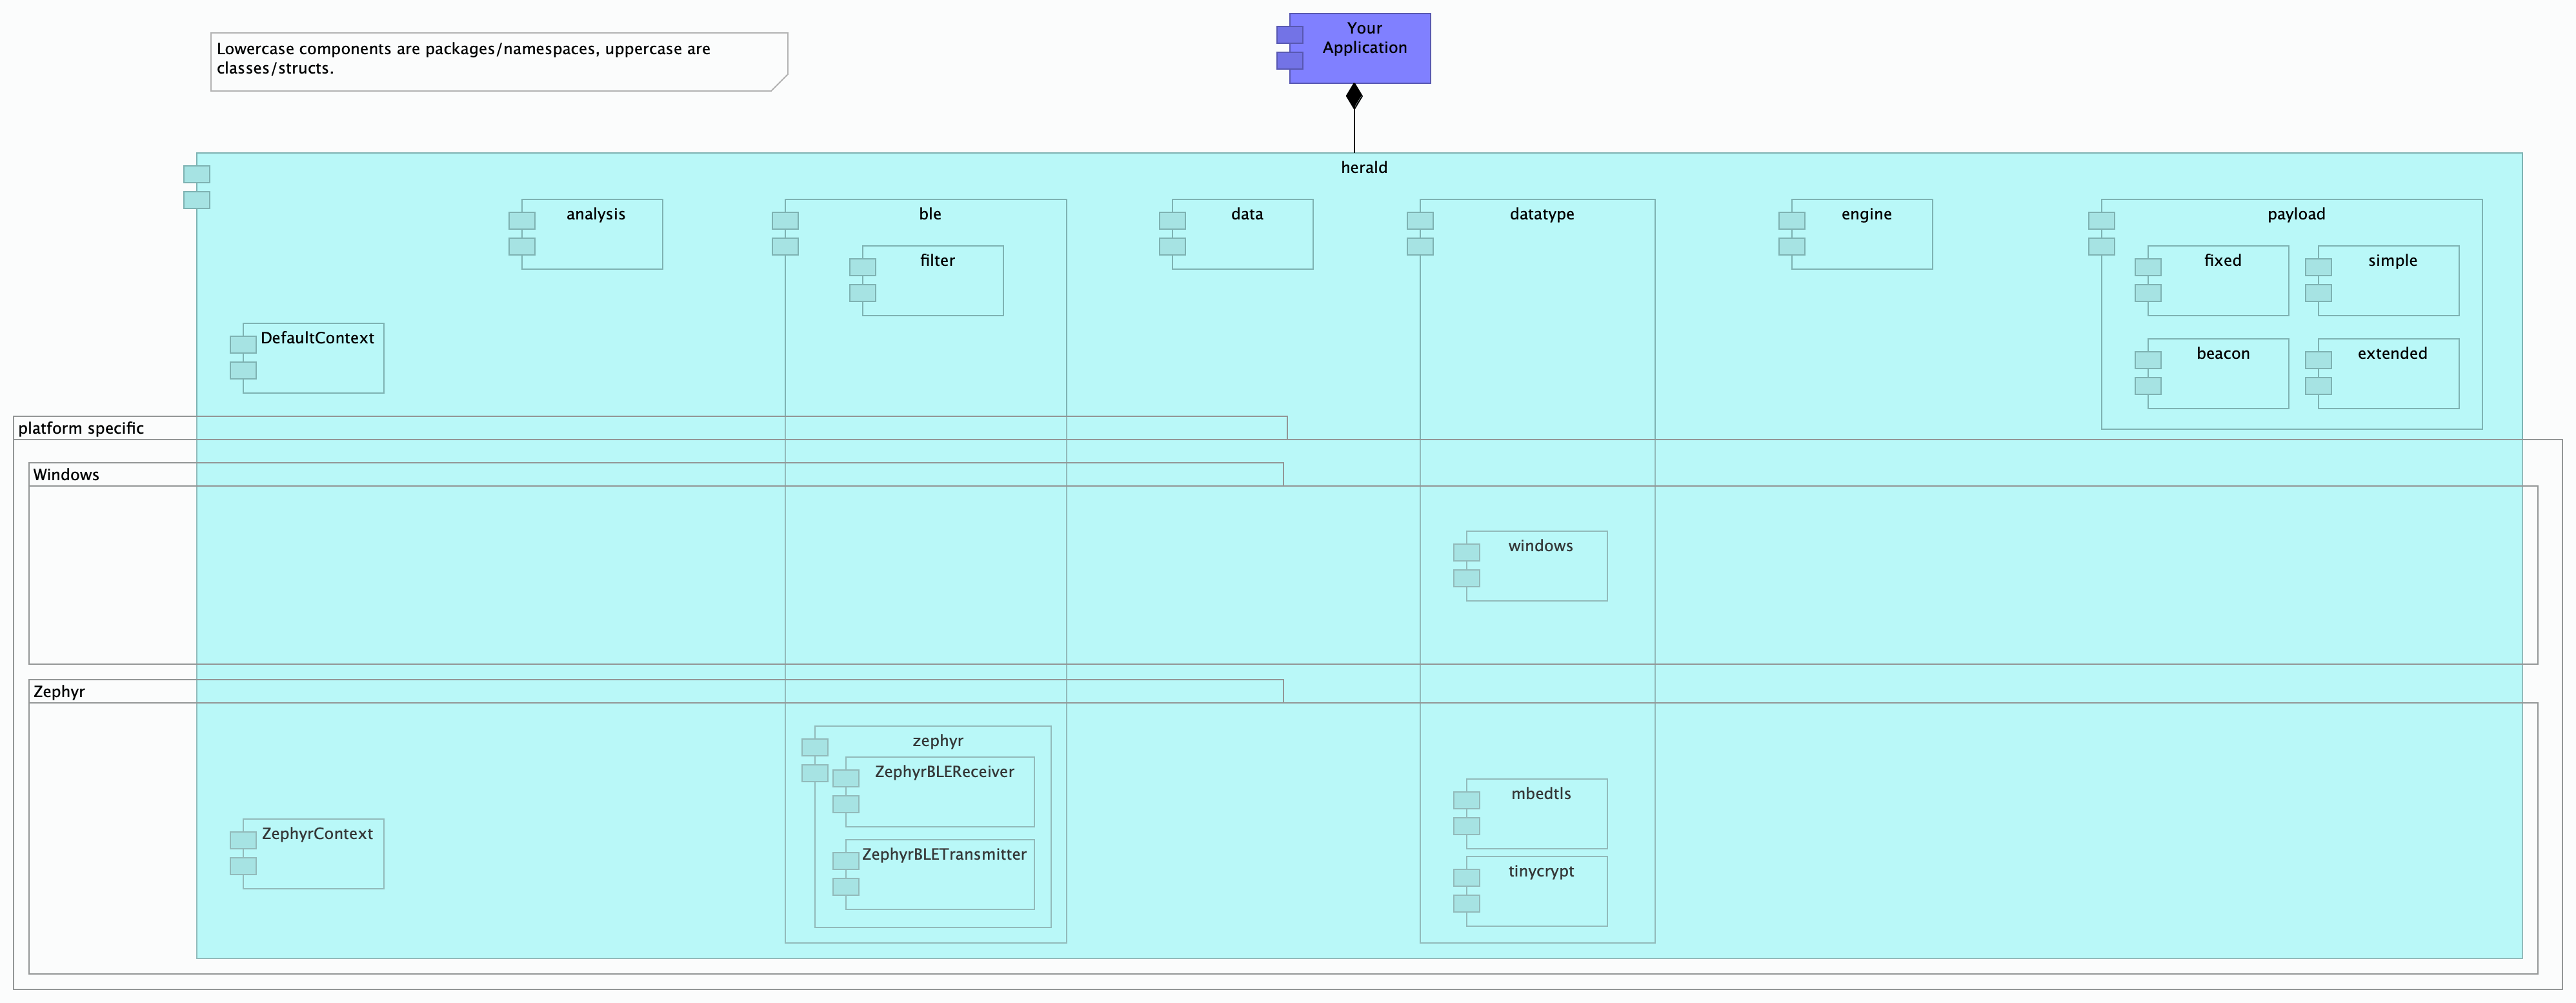 Your
Application
Lowercase components are packages/namespaces, uppercase are
classes/structs.
herald
analysis
ble
data
datatype
engine
payload
filter
fixed
simple
DefaultContext
beacon
extended
platform specific
Windows
windows
Zephyr
zephyr
ZephyrBLEReceiver
mbedtls
ZephyrContext
ZephyrBLETransmitter
tinycrypt